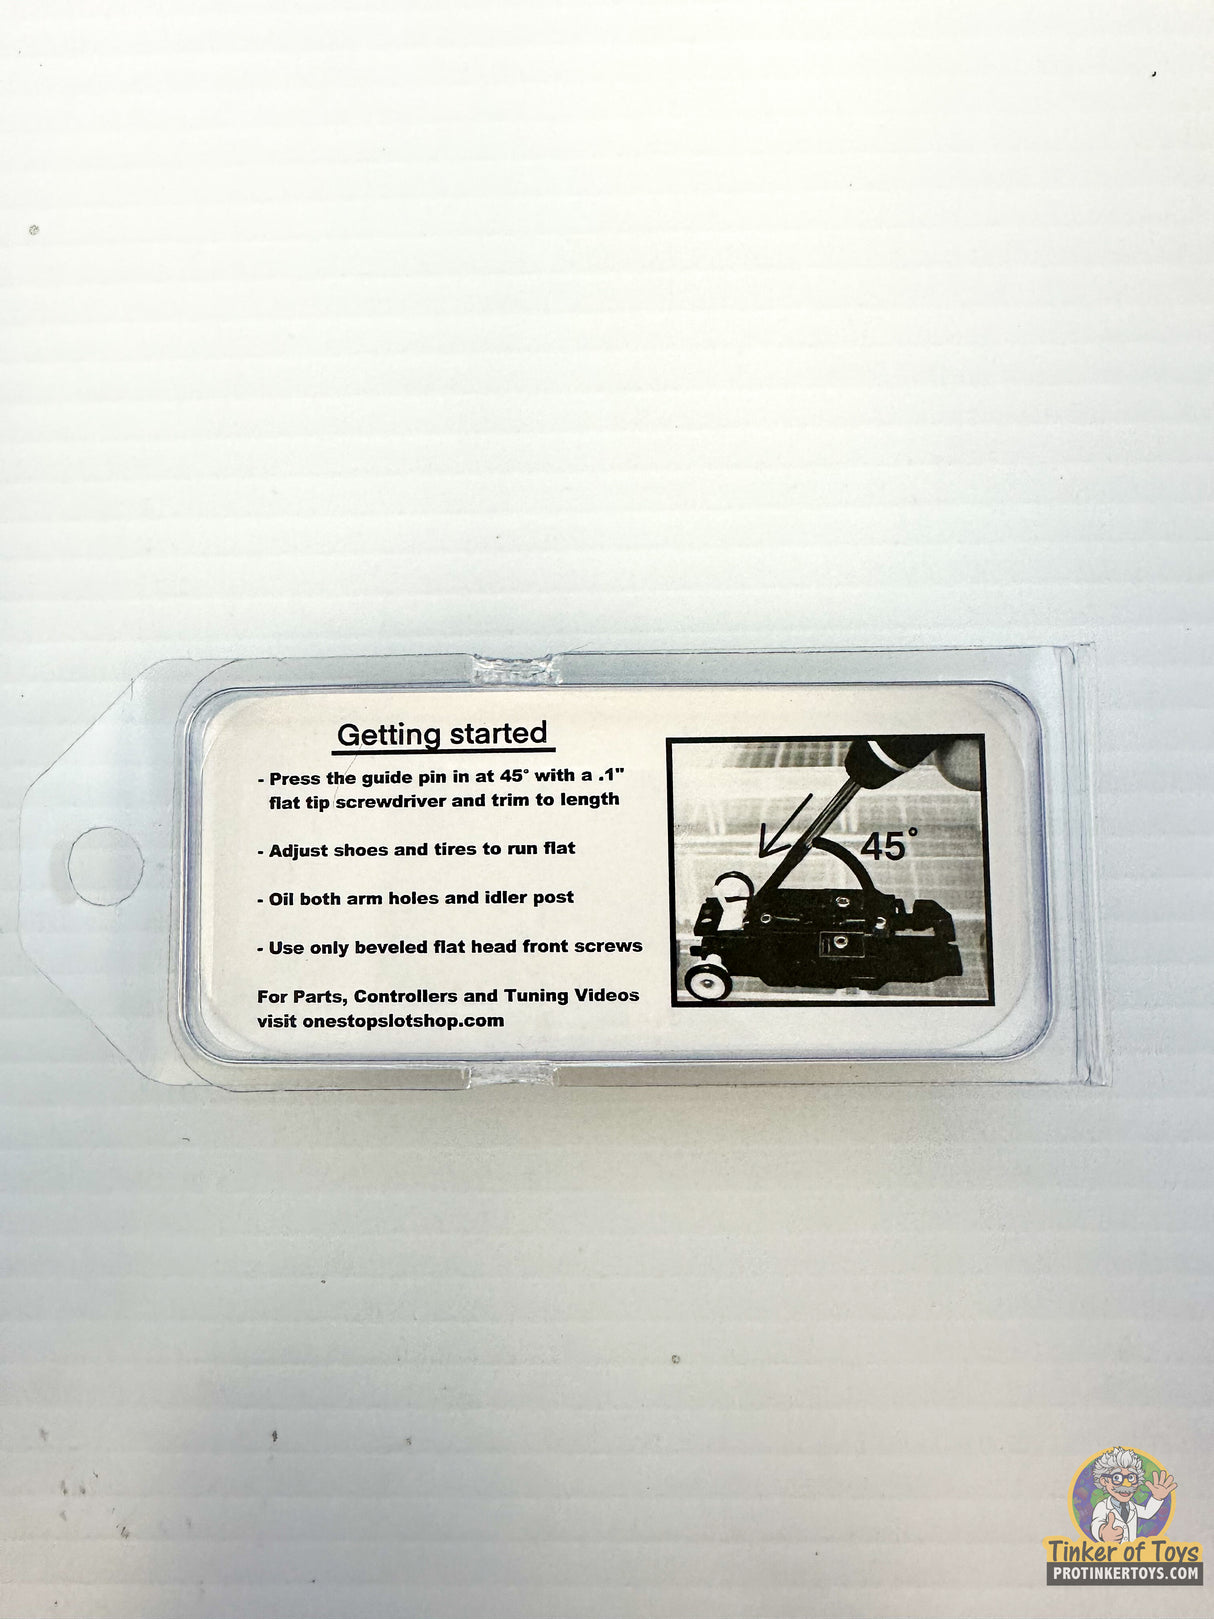 Getting started
- Press the guide pin in at 45° with a .1"
flat tip screwdriver and trim to length
- Adjust shoes and tires to run flat
- Oil both arm holes and idler post
- Use only beveled flat head front screws
For Parts, Controllers and Tuning Videos
visit onestopslotshop.com
45°
Tinker of Toys
PROTINKERTOYS.COM